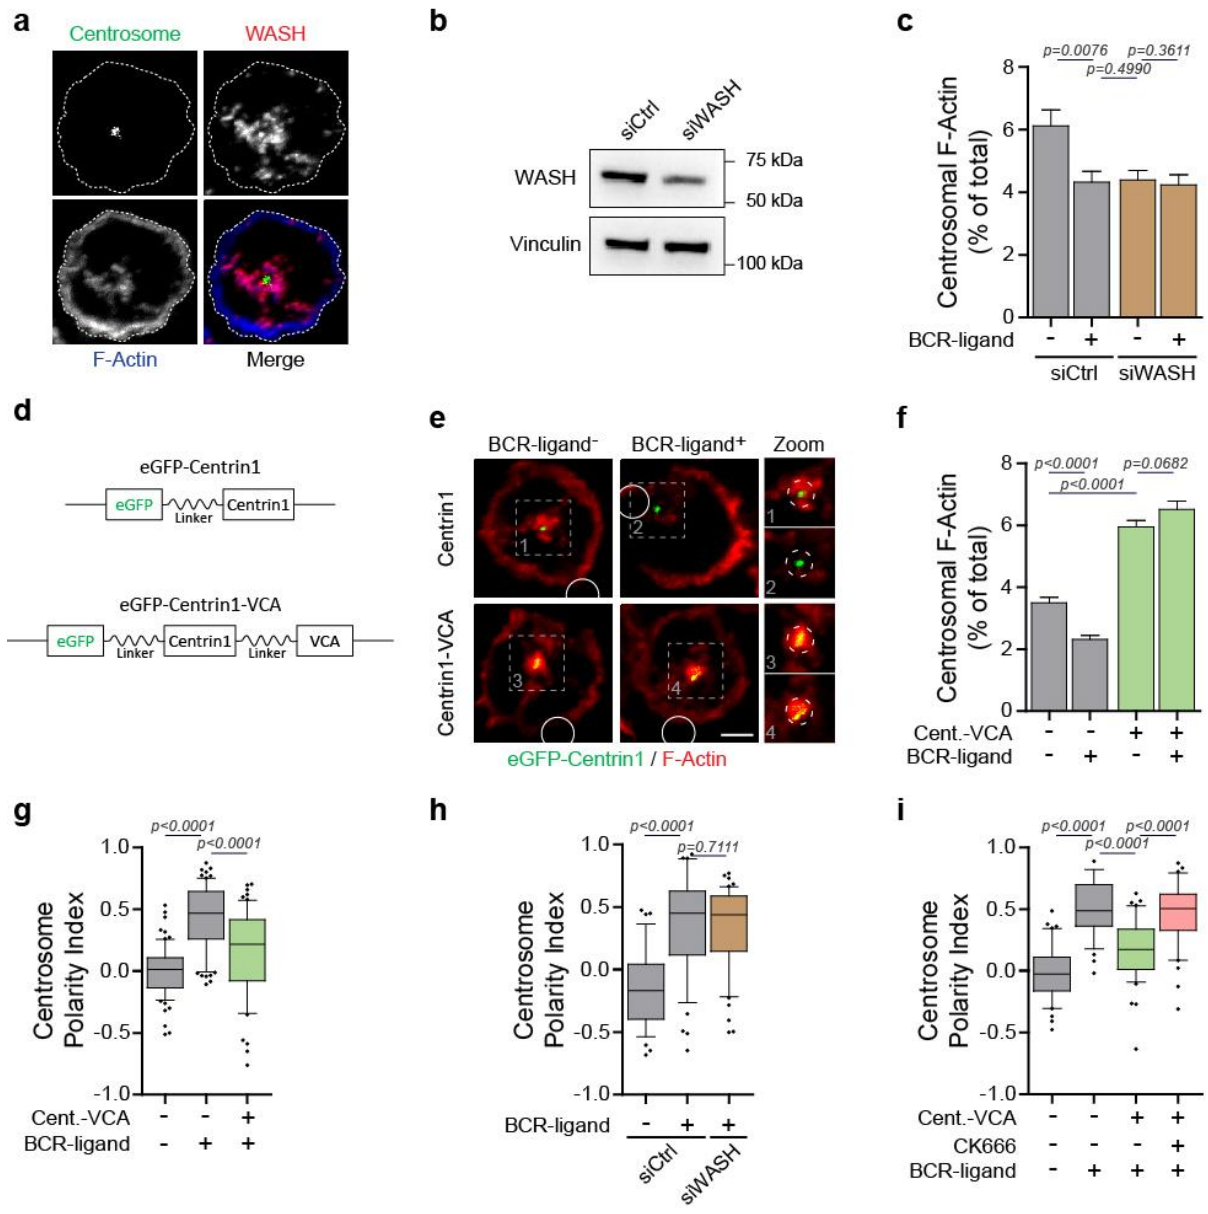 a
Centrosome WASH
F-Actin Merge
b
siCtrl siWASH
WASH
75 kDa
50 kDa
Vinculin
100 kDa
c
p=0.0076 p=0.3611
p=0.4990
Centrosomal F-Actin
(% of total)
8
6
4
2
0
BCR-ligand - + - +
siCtrl siWASH
d
eGFP-Centrin1
eGFP Centrin1
Linker
eGFP-Centrin1-VCA
eGFP Centrin1 VCA
Linker Linker
e
BCR-ligand⁻ BCR-ligand⁺ Zoom
Centrin1
1 2 1
2
Centrin1-VCA
3 4 3
4
eGFP-Centrin1 / F-Actin
f
p<0.0001 p=0.0682
p<0.0001
Centrosomal F-Actin
(% of total)
8
6
4
2
0
Cent.-VCA - - + +
BCR-ligand - + - +
g
p<0.0001
p<0.0001
Centrosome
Polarity Index
1.0
0.5
0.0
-0.5
-1.0
Cent.-VCA - - +
BCR-ligand - + +
h
p<0.0001
p=0.7111
Centrosome
Polarity Index
1.0
0.5
0.0
-0.5
-1.0
BCR-ligand - + +
siCtrl siWASH
i
p<0.0001 p<0.0001
p<0.0001
Centrosome
Polarity Index
1.0
0.5
0.0
-0.5
-1.0
Cent.-VCA - - + +
CK666 - - - +
BCR-ligand - + + +